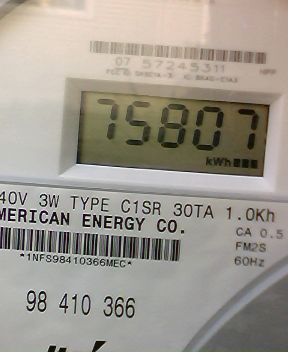 07 57245311
75807
kWh
40V 3W TYPE C1SR 30TA 1.0Kh
MERICAN ENERGY CO.
CA 0.5
FM2S
*1NFS98410366MEC*
60Hz
98 410 366